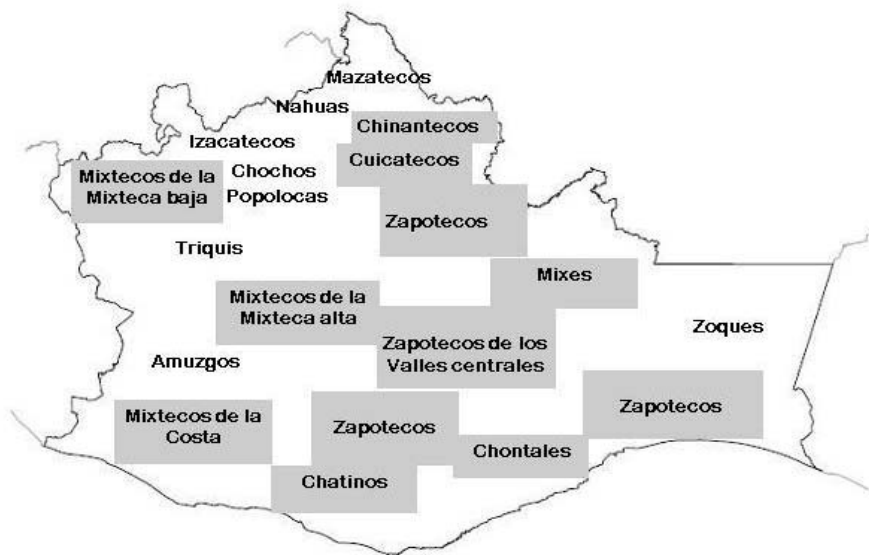 Mazatecos
Nahuas
Chinantecos
Izacatecos
Cuicatecos
Chochos
Mixtecos de la
Mixteca baja
Popolocas
Zapotecos
Triquis
Mixes
Mixtecos de la
Mixteca alta
Zoques
Zapotecos de los
Valles centrales
Amuzgos
Zapotecos
Mixtecos de la
Costa
Zapotecos
Chontales
Chatinos